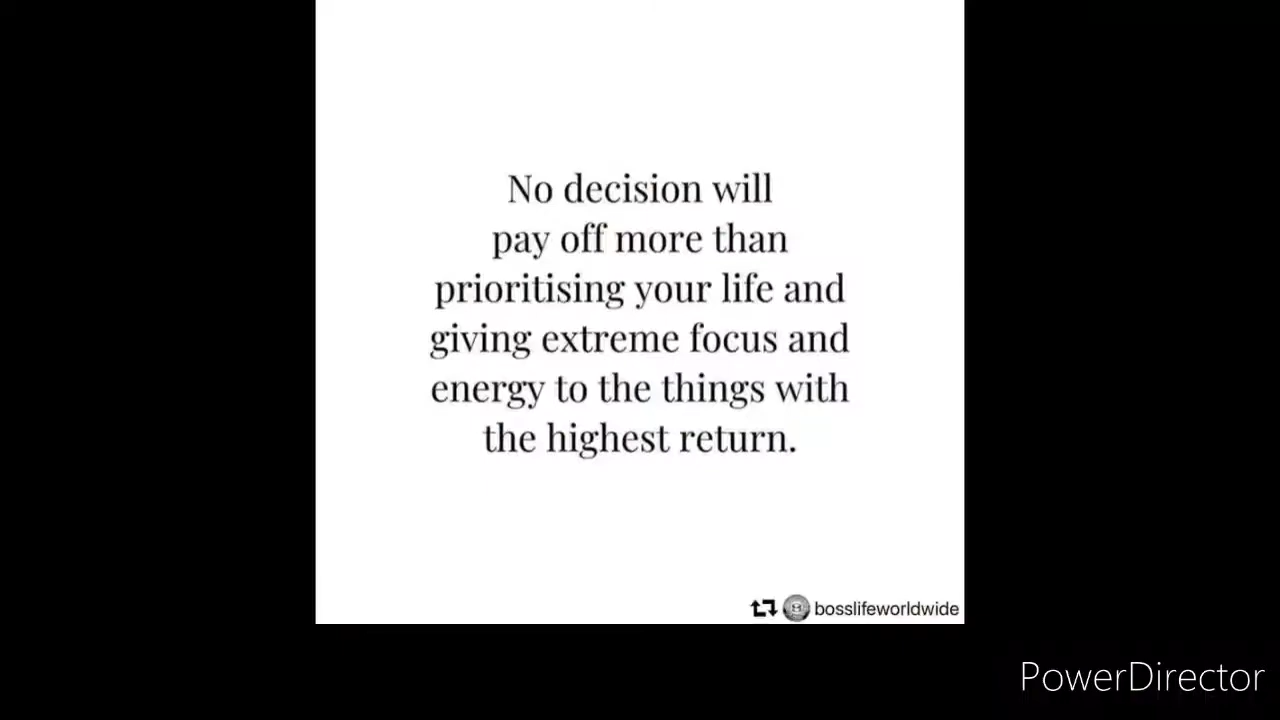 No decision will
pay off more than
prioritising your life and
giving extreme focus and
energy to the things with
the highest return.
bosslifeworldwide
PowerDirector